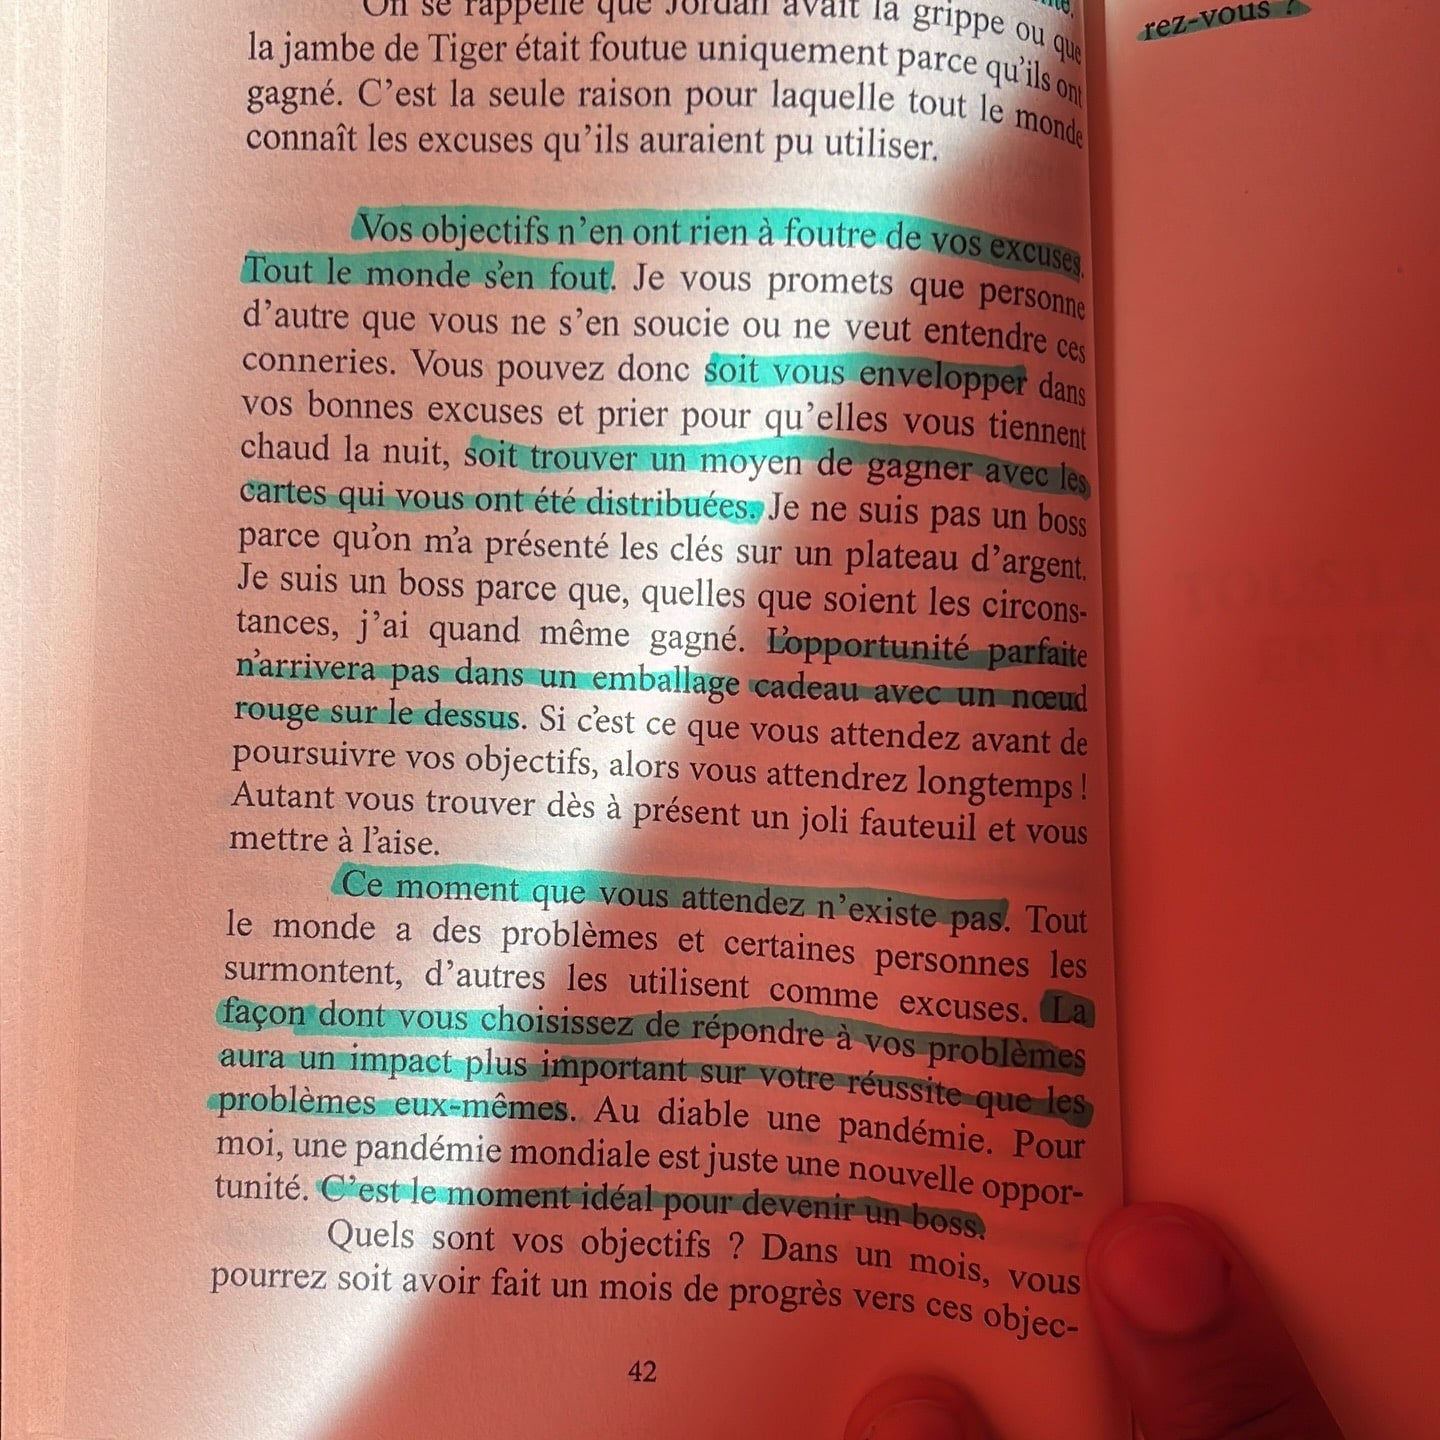 On se rappelle que Jordan avait la grippe ou que
la jambe de Tiger était foutue uniquement parce qu'ils ont
gagné. C'est la seule raison pour laquelle tout le monde
connaît les excuses qu'ils auraient pu utiliser.
Vos objectifs n'en ont rien à foutre de vos excuses.
Tout le monde s'en fout. Je vous promets que personne
d'autre que vous ne s'en soucie ou ne veut entendre ces
conneries. Vous pouvez donc soit vous envelopper dans
vos bonnes excuses et prier pour qu'elles vous tiennent
chaud la nuit, soit trouver un moyen de gagner avec les
cartes qui vous ont été distribuées. Je ne suis pas un boss
parce qu'on m'a présenté les clés sur un plateau d'argent.
Je suis un boss parce que, quelles que soient les circons-
tances, j'ai quand même gagné. L'opportunité parfaite
n'arrivera pas dans un emballage cadeau avec un nœud
rouge sur le dessus. Si c'est ce que vous attendez avant de
poursuivre vos objectifs, alors vous attendrez longtemps !
Autant vous trouver dès à présent un joli fauteuil et vous
mettre à l'aise.
Ce moment que vous attendez n'existe pas. Tout
le monde a des problèmes et certaines personnes les
surmontent, d'autres les utilisent comme excuses. La
façon dont vous choisissez de répondre à vos problèmes
aura un impact plus important sur votre réussite que les
problèmes eux-mêmes. Au diable une pandémie. Pour
moi, une pandémie mondiale est juste une nouvelle oppor-
tunité. C'est le moment idéal pour devenir un boss.
Quels sont vos objectifs ? Dans un mois, vous
pourrez soit avoir fait un mois de progrès vers ces objec-
42
rez-vous ?